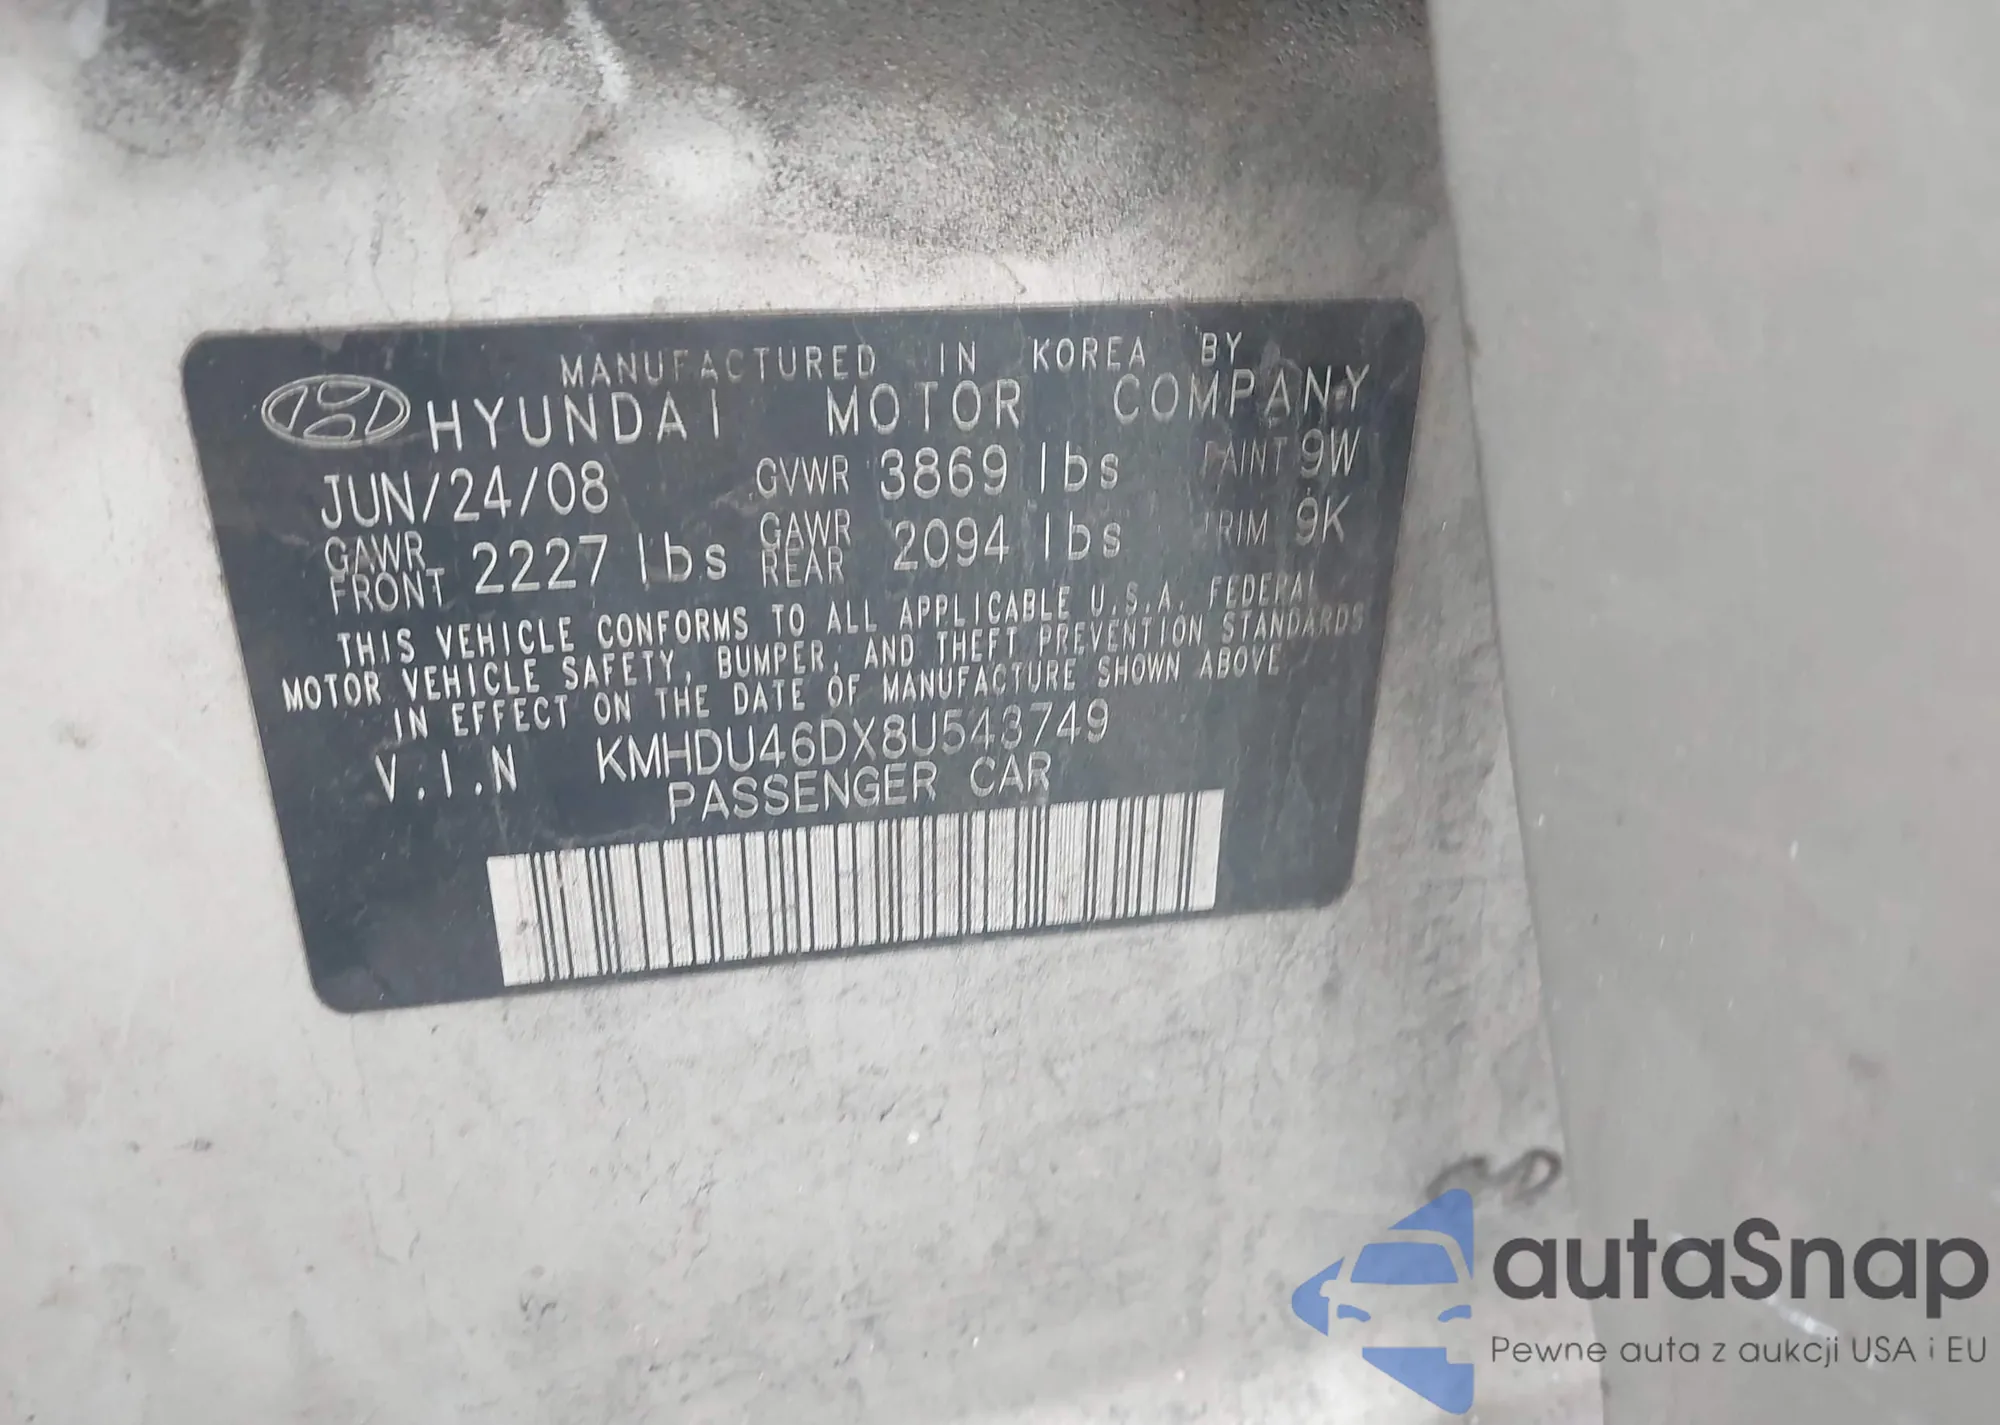 MANUFACTURED IN KOREA BY
HYUNDAI MOTOR COMPANY
JUN/24/08 GVWR 3869 lbs PAINT 9W
GAWR FRONT 2227 lbs GAWR REAR 2094 lbs TRIM 9K
THIS VEHICLE CONFORMS TO ALL APPLICABLE U.S.A. FEDERAL
MOTOR VEHICLE SAFETY, BUMPER, AND THEFT PREVENTION STANDARDS
IN EFFECT ON THE DATE OF MANUFACTURE SHOWN ABOVE
V.I.N KMHDU46DX8U543749
PASSENGER CAR
autaSnap
Pewne auta z aukcji USA i EU